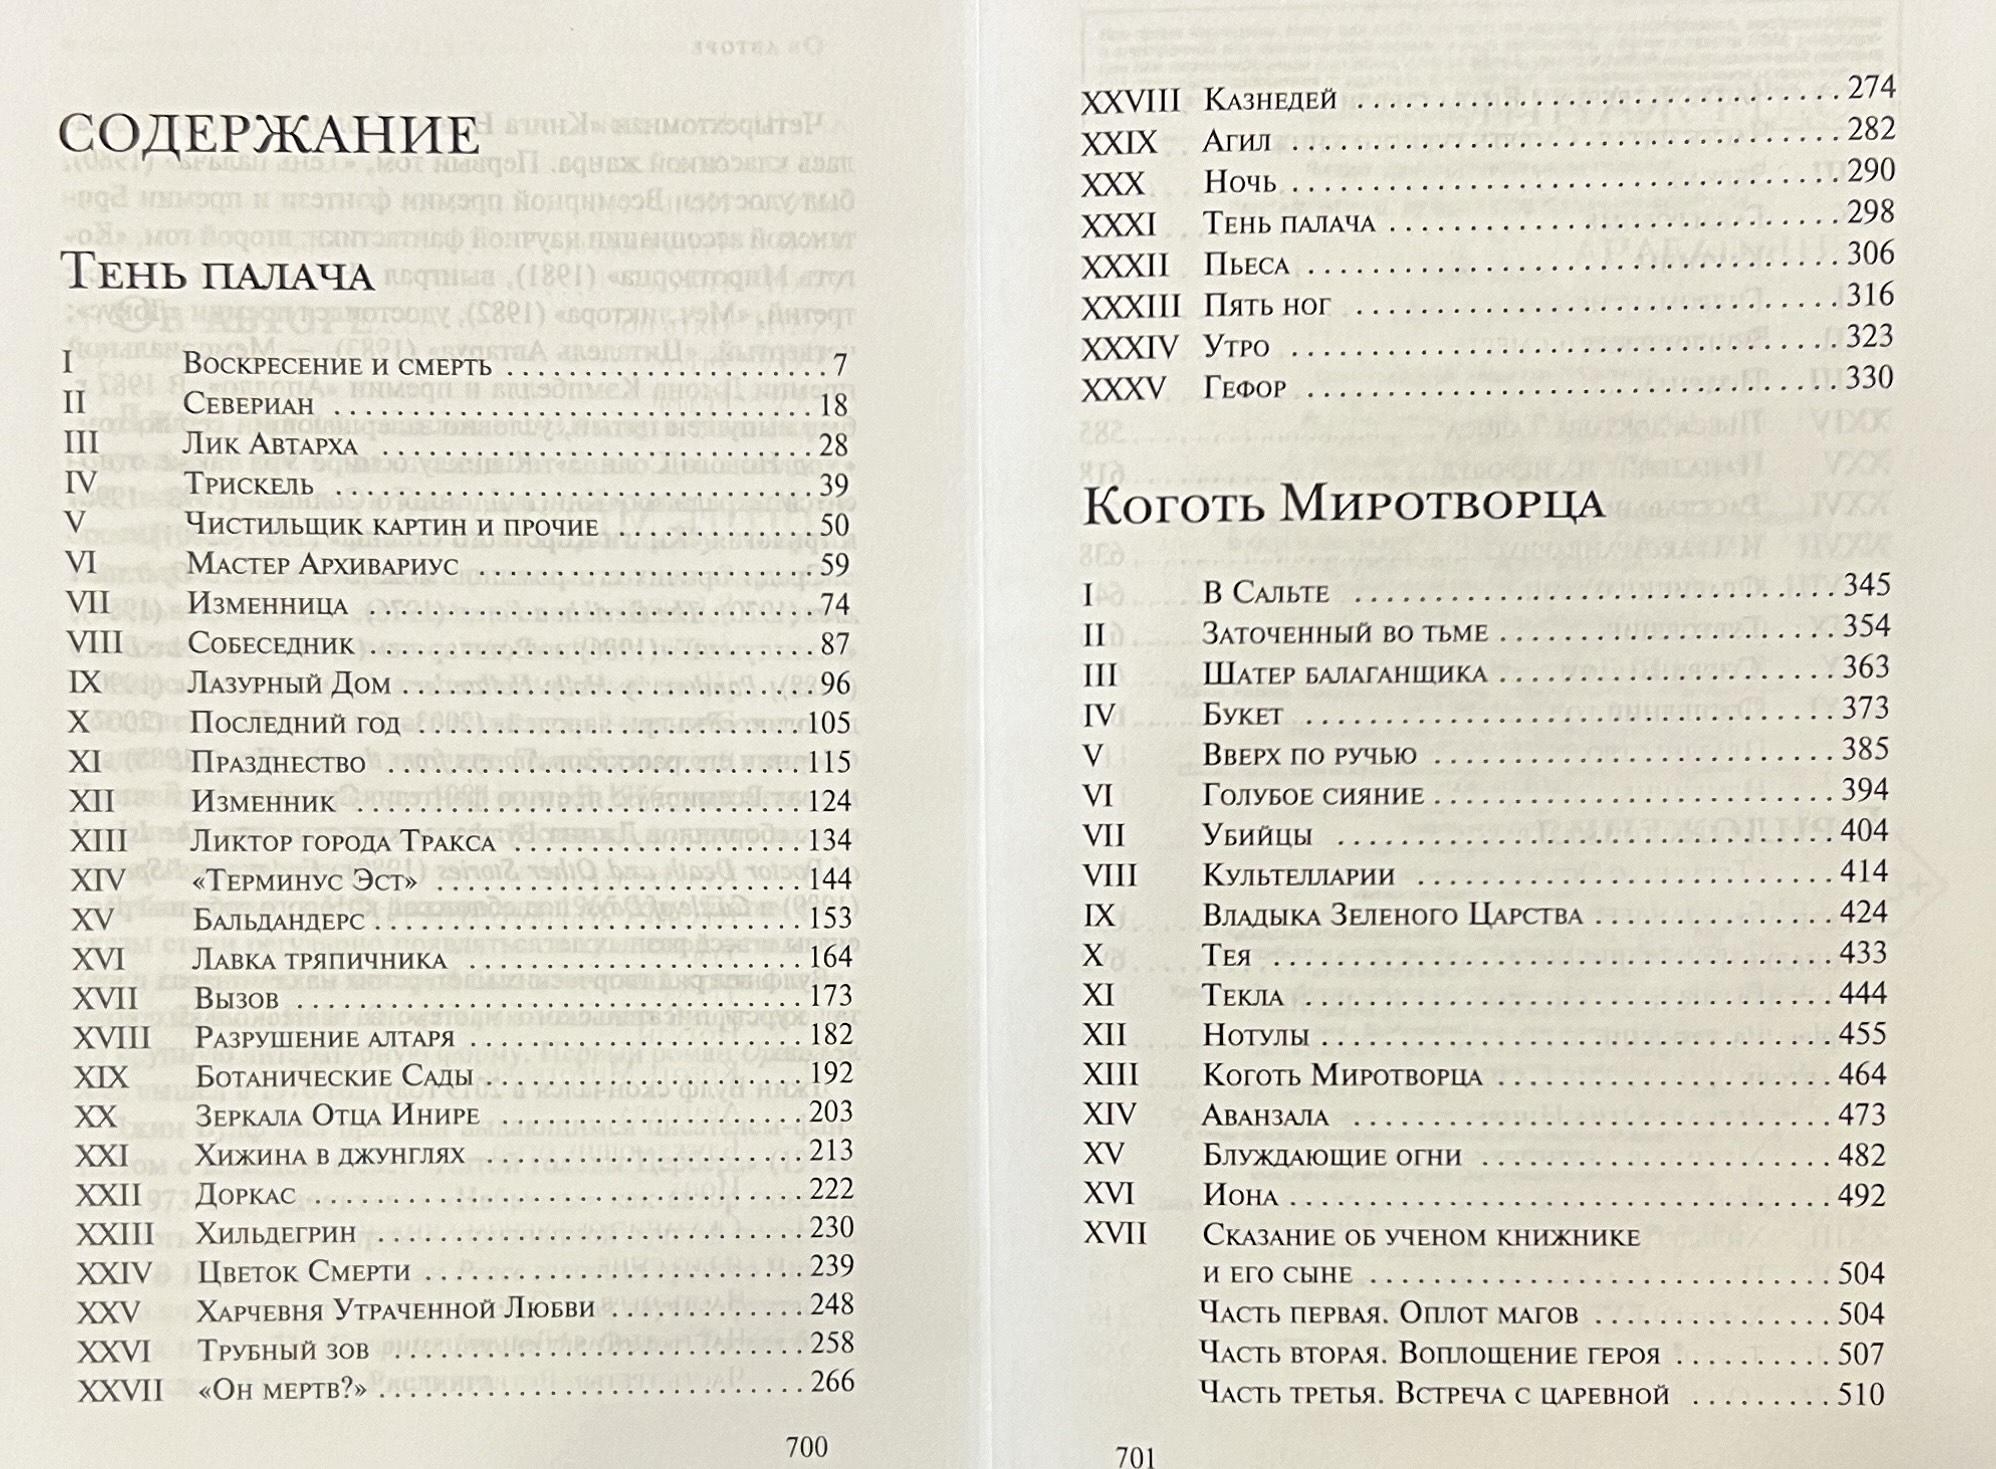 СОДЕРЖАНИЕ
Тень палача
I Воскресение и смерть 7
II Севериан 18
III Лик Автарха 28
IV Трискель 39
V Чистильщик картин и прочие 50
VI Мастер Архивариус 59
VII Изменница 74
VIII Собеседник 87
IX Лазурный Дом 96
X Последний год 105
XI Празднество 115
XII Изменник 124
XIII Ликтор города Тракса 134
XIV «Терминус Эст» 144
XV Бальдандерс 153
XVI Лавка тряпичника 164
XVII Вызов 173
XVIII Разрушение алтаря 182
XIX Ботанические Сады 192
XX Зеркала Отца Инире 203
XXI Хижина в джунглях 213
XXII Доркас 222
XXIII Хильдегрин 230
XXIV Цветок Смерти 239
XXV Харчевня Утраченной Любви 248
XXVI Трубный зов 258
XXVII «Он мертв?» 266
700
XXVIII Казнедей 274
XXIX Агил 282
XXX Ночь 290
XXXI Тень палача 298
XXXII Пьеса 306
XXXIII Пять ног 316
XXXIV Утро 323
XXXV Гефор 330
Коготь Миротворца
I В Сальте 345
II Заточенный во тьме 354
III Шатер балаганщика 363
IV Букет 373
V Вверх по ручью 385
VI Голубое сияние 394
VII Убийцы 404
VIII Культелларии 414
IX Владыка Зеленого Царства 424
X Тея 433
XI Текла 444
XII Нотулы 455
XIII Коготь Миротворца 464
XIV Аванзала 473
XV Блуждающие огни 482
XVI Иона 492
XVII Сказание об ученом книжнике
и его сыне 504
Часть первая. Оплот магов 504
Часть вторая. Воплощение героя 507
Часть третья. Встреча с царевной 510
701